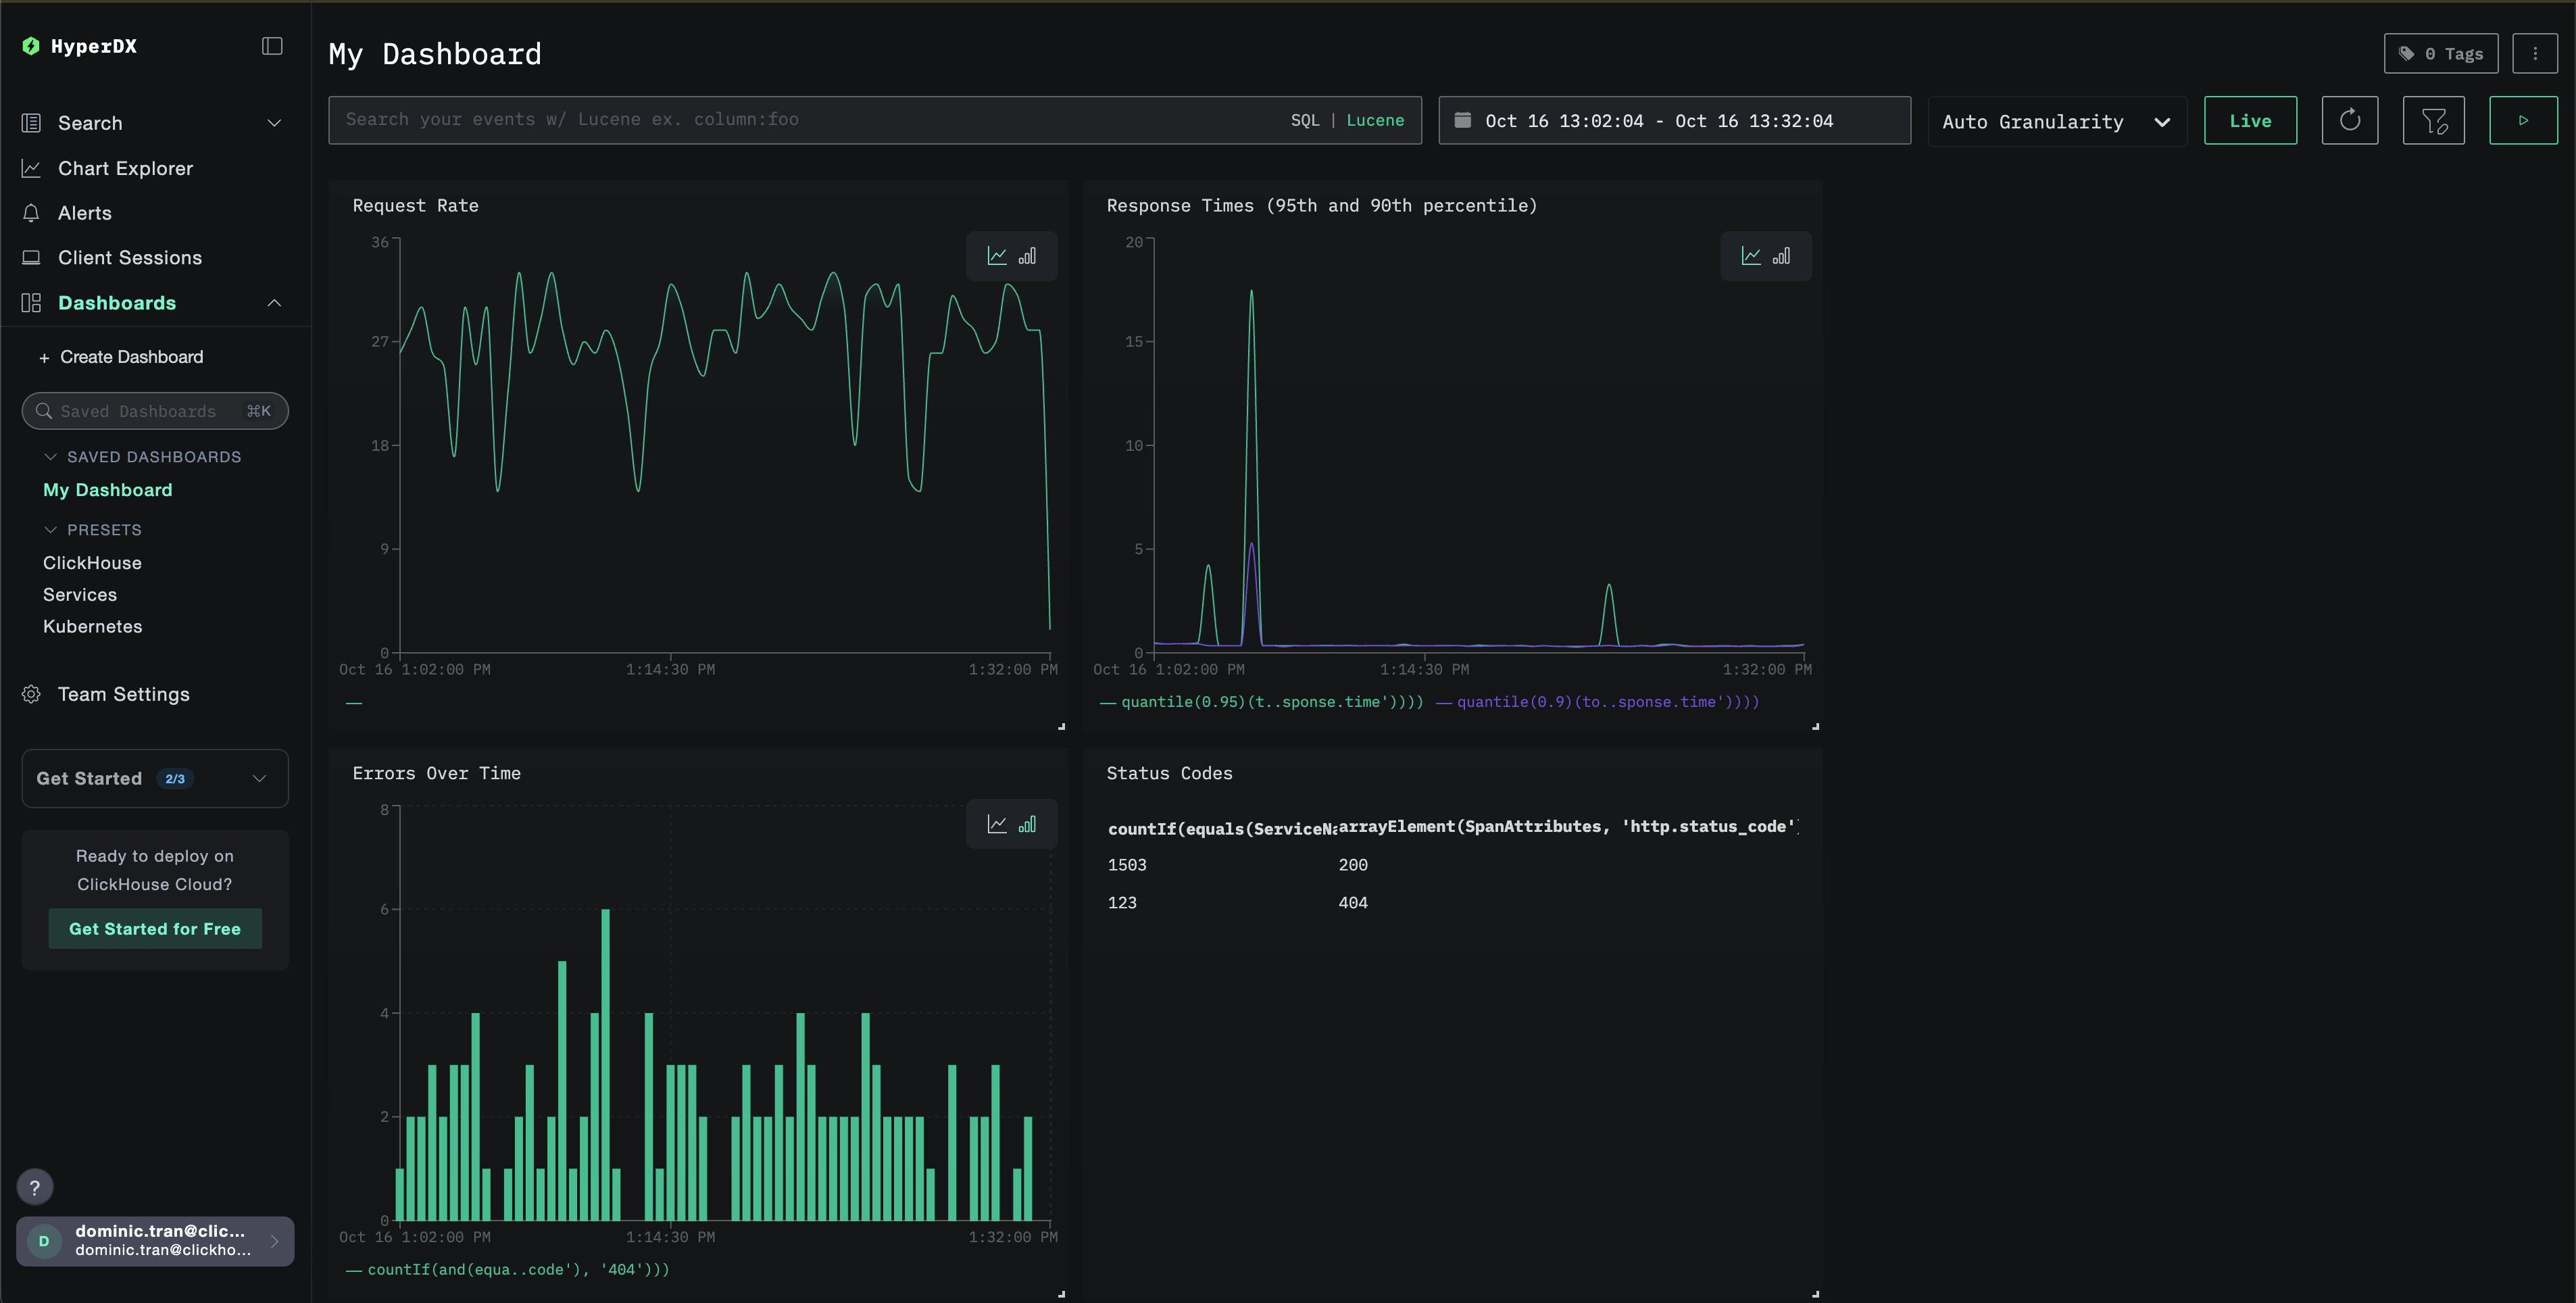 HyperDX
Search
Chart Explorer
Alerts
Client Sessions
Dashboards
+ Create Dashboard
Saved Dashboards ⌘K
SAVED DASHBOARDS
My Dashboard
PRESETS
ClickHouse
Services
Kubernetes
Team Settings
Get Started 2/3
Ready to deploy on
ClickHouse Cloud?
Get Started for Free
?
D
dominic.tran@clic...
dominic.tran@clickho...
My Dashboard
0 Tags
Search your events w/ Lucene ex. column:foo SQL | Lucene
Oct 16 13:02:04 - Oct 16 13:32:04
Auto Granularity
Live
Request Rate
36
27
18
9
0
Oct 16 1:02:00 PM 1:14:30 PM 1:32:00 PM
Response Times (95th and 90th percentile)
20
15
10
5
0
Oct 16 1:02:00 PM 1:14:30 PM 1:32:00 PM
quantile(0.95)(t..sponse.time')))) quantile(0.9)(to..sponse.time'))))
Errors Over Time
8
6
4
2
0
Oct 16 1:02:00 PM 1:14:30 PM 1:32:00 PM
countIf(and(equa..code'), '404')))
Status Codes
countIf(equals(ServiceNa arrayElement(SpanAttributes, 'http.status_code')
1503 200
123 404